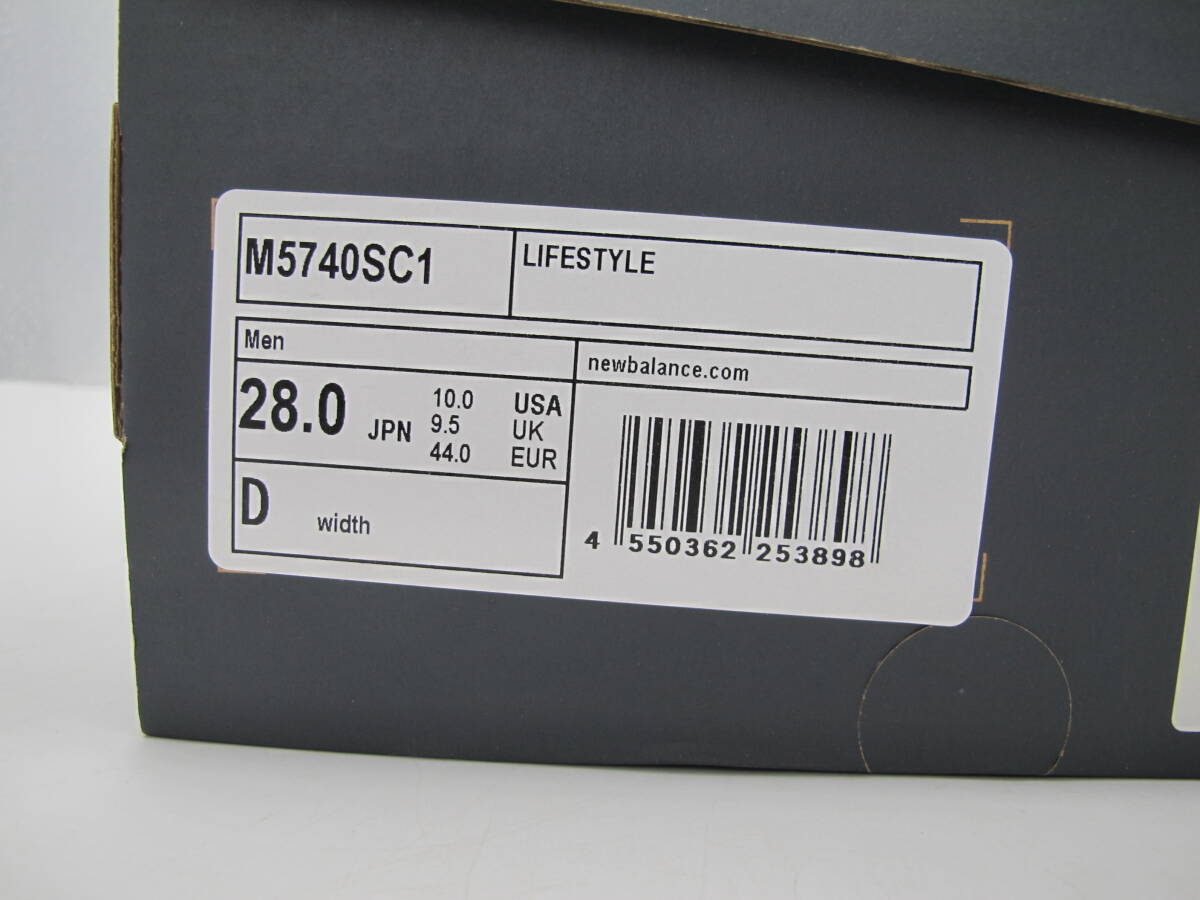 M5740SC1
LIFESTYLE
Men
newbalance.com
28.0 JPN
10.0 USA
9.5 UK
44.0 EUR
D width
4 550362 253898